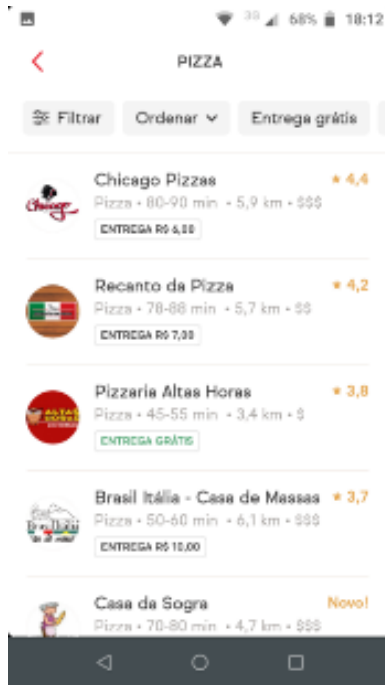 3G 68% 18:12
PIZZA
Filtrar Ordenar Entrega grátis
Chicago Pizzas ★ 4,4
Pizza • 80-90 min • 5,9 km • $$$
ENTREGA R$ 6,00
Recanto da Pizza ★ 4,2
Pizza • 78-88 min • 5,7 km • $$
ENTREGA R$ 7,00
Pizzaria Altas Horas ★ 3,8
Pizza • 45-55 min • 3,4 km • $
ENTREGA GRÁTIS
Brasil Itália - Casa de Massas ★ 3,7
Pizza • 50-60 min • 6,1 km • $$$
ENTREGA R$ 10,00
Casa da Sogra Novo!
Pizza • 70-80 min • 4,7 km • $$$
Chicago
ALTAS HORAS